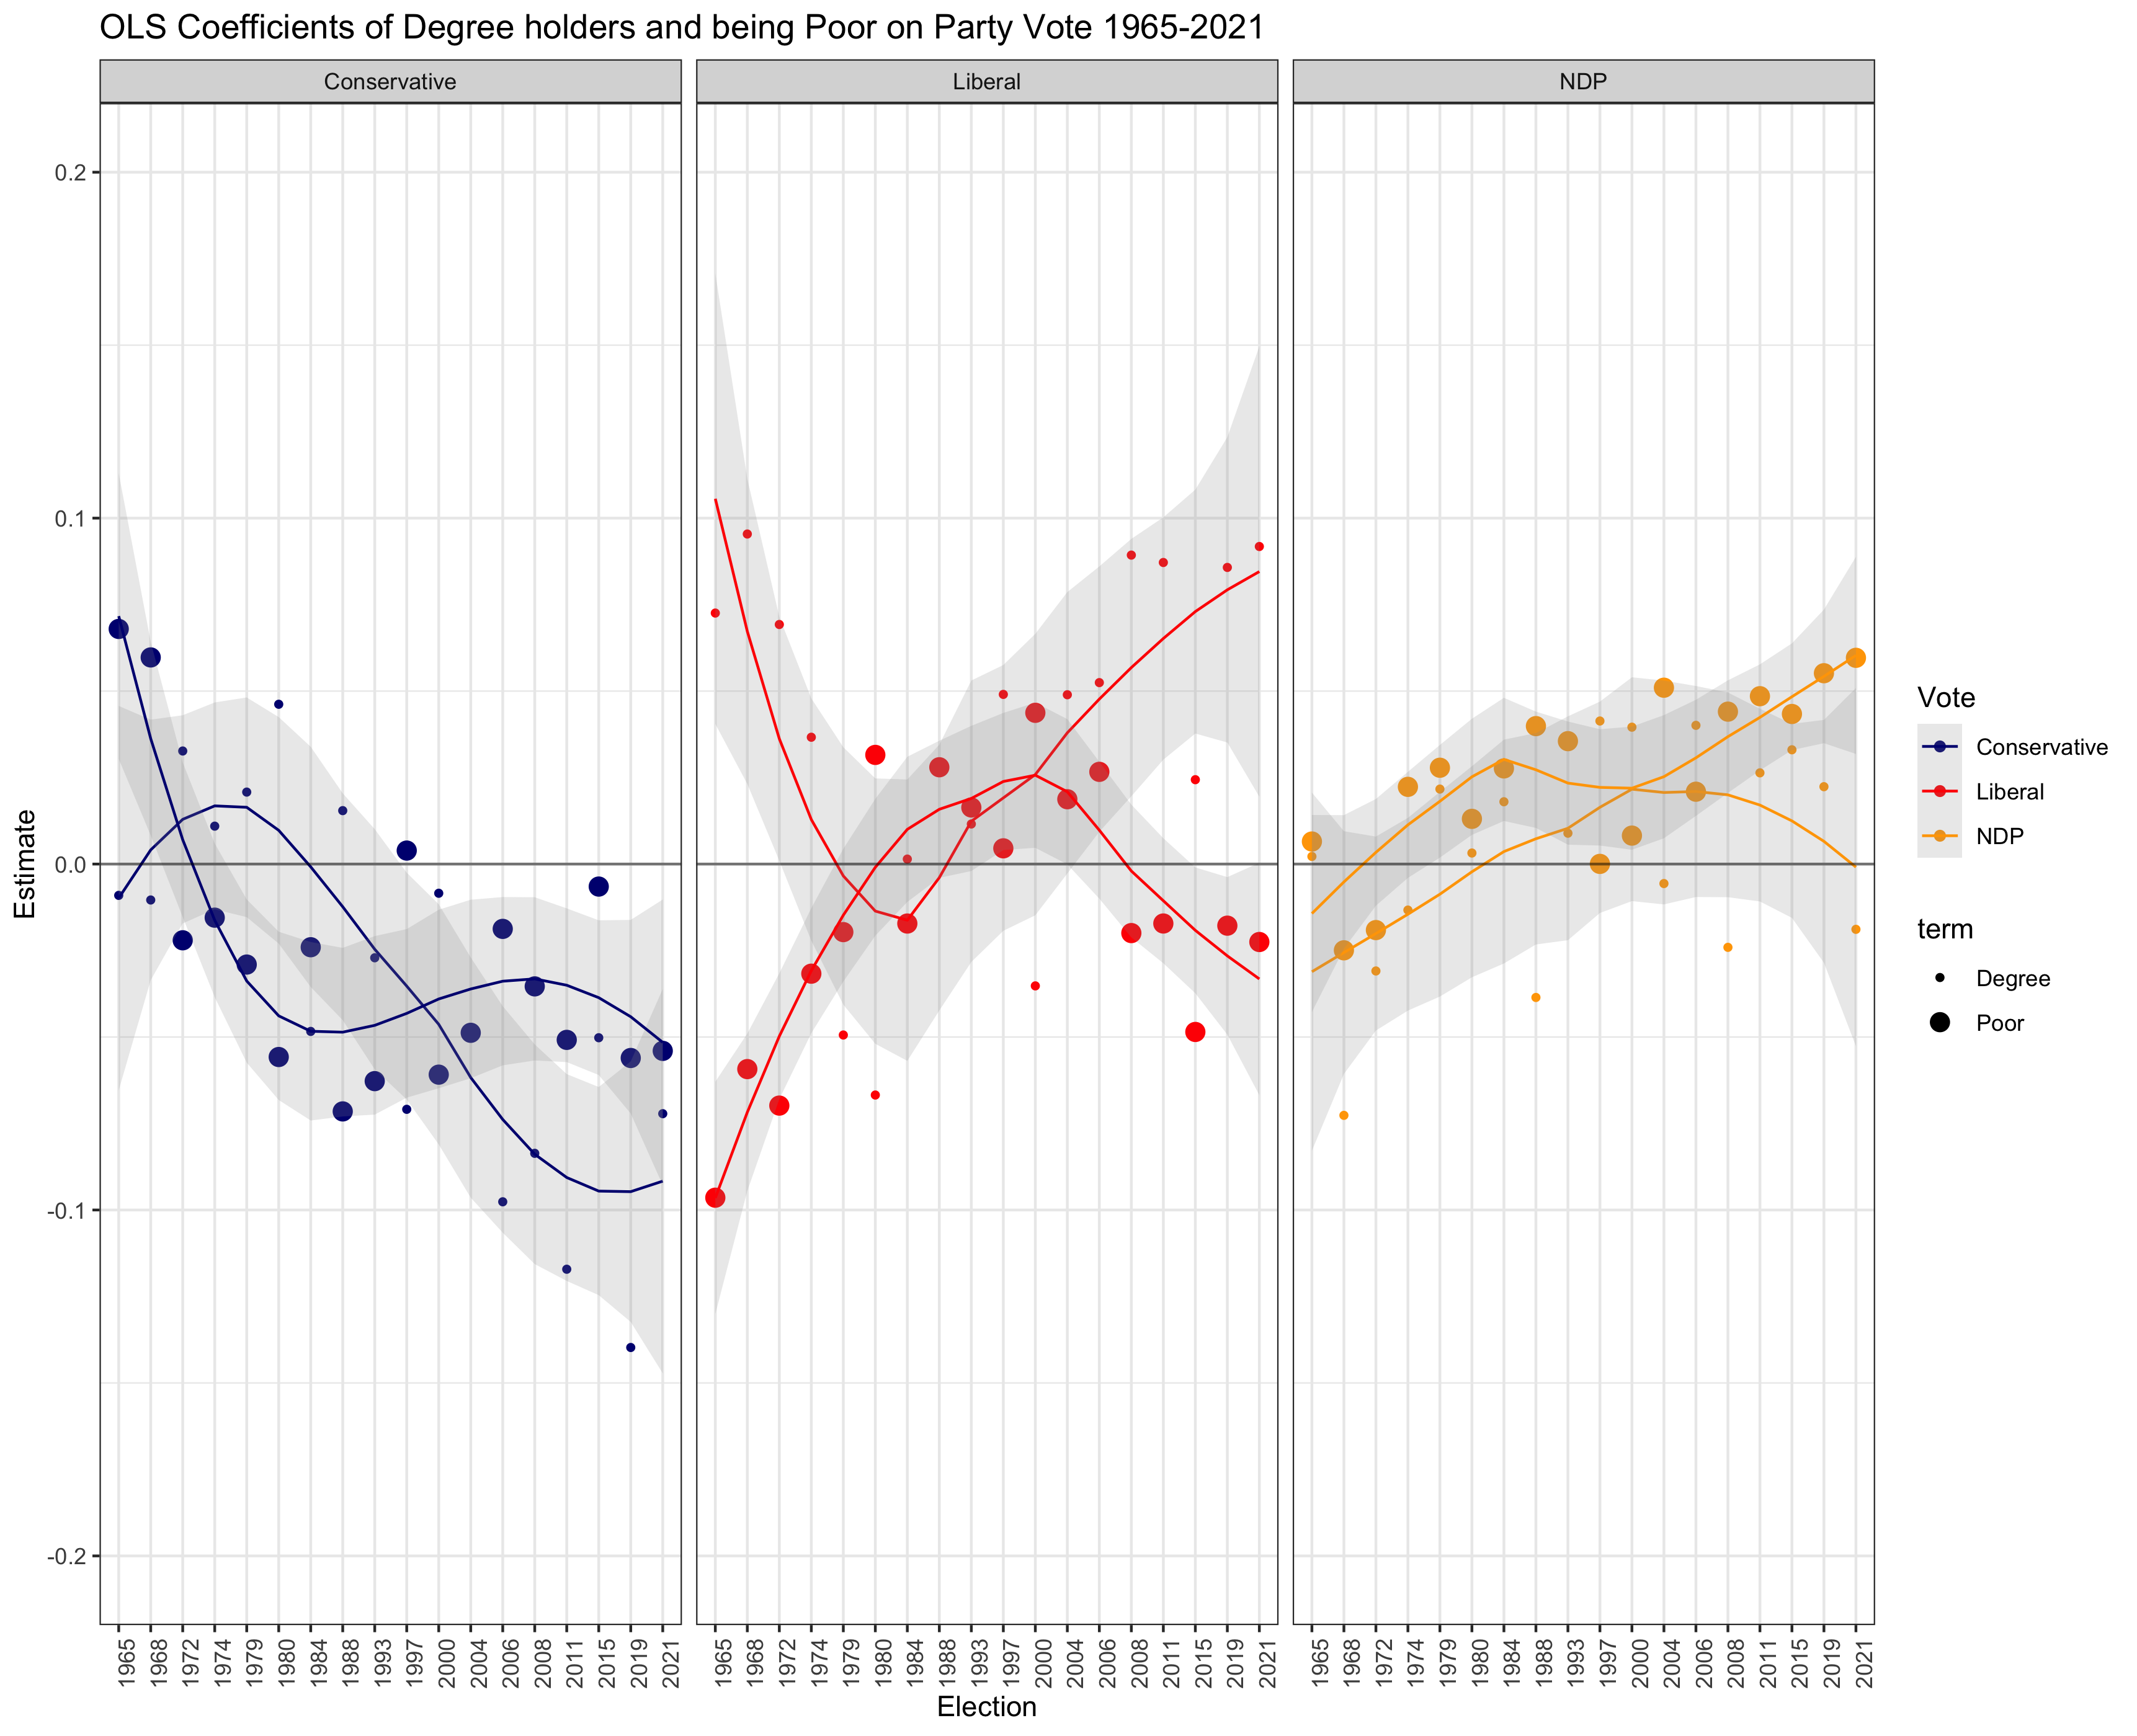 OLS Coefficients of Degree holders and being Poor on Party Vote 1965-2021
Conservative
Liberal
NDP
0.2
0.1
0.0
-0.1
-0.2
Estimate
1965 1968 1972 1974 1979 1980 1984 1988 1993 1997 2000 2004 2006 2008 2011 2015 2019 2021
1965 1968 1972 1974 1979 1980 1984 1988 1993 1997 2000 2004 2006 2008 2011 2015 2019 2021
1965 1968 1972 1974 1979 1980 1984 1988 1993 1997 2000 2004 2006 2008 2011 2015 2019 2021
Election
Vote
Conservative
Liberal
NDP
term
Degree
Poor